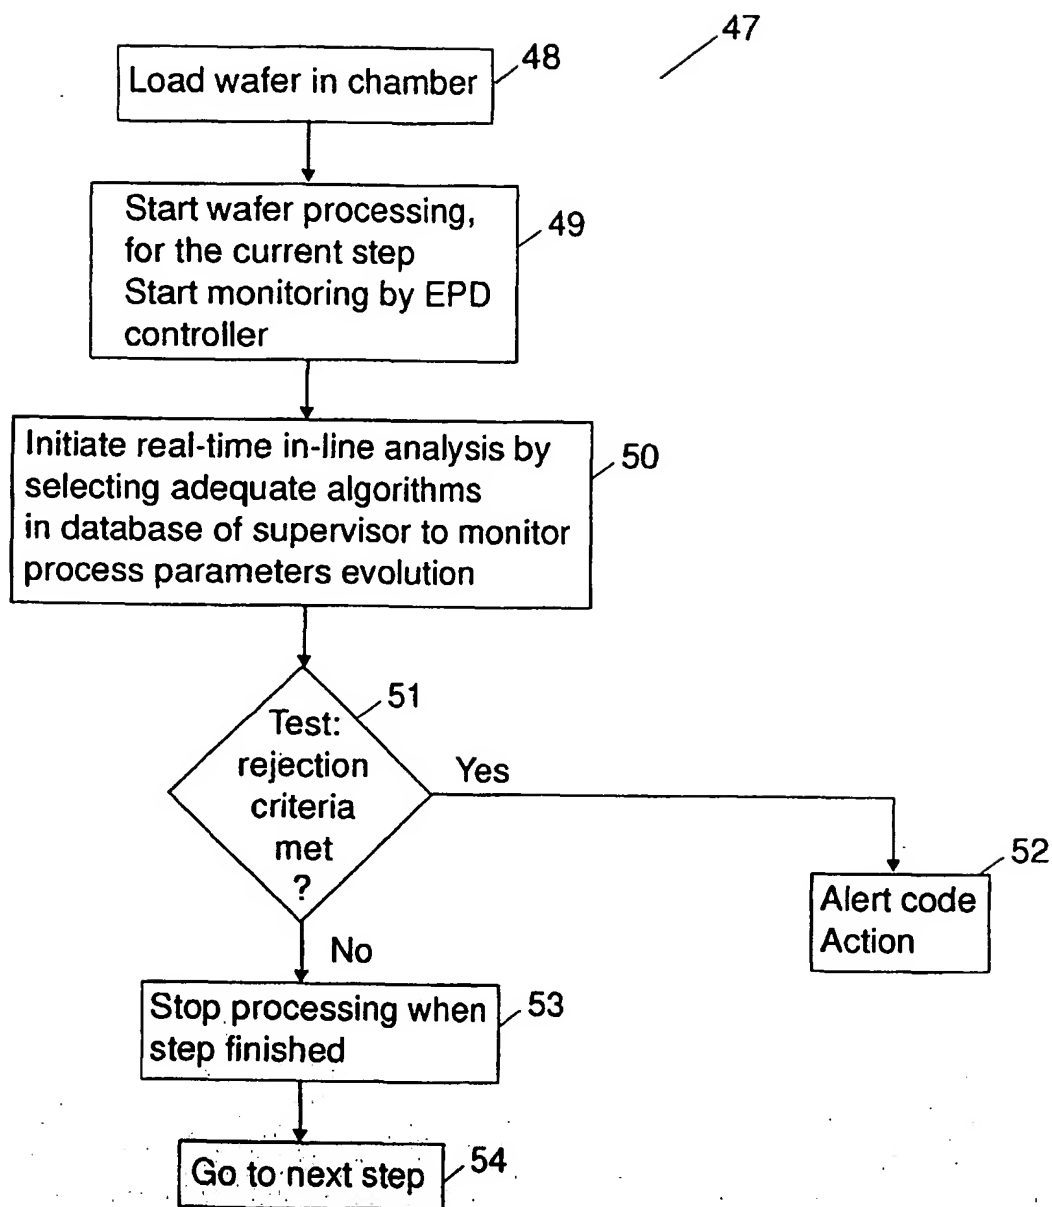 47
Load wafer in chamber
48
Start wafer processing,
for the current step
Start monitoring by EPD
controller
49
Initiate real-time in-line analysis by
selecting adequate algorithms
in database of supervisor to monitor
process parameters evolution
50
Test:
rejection
criteria
met
?
51
Yes
52
Alert code
Action
No
Stop processing when
step finished
53
Go to next step
54